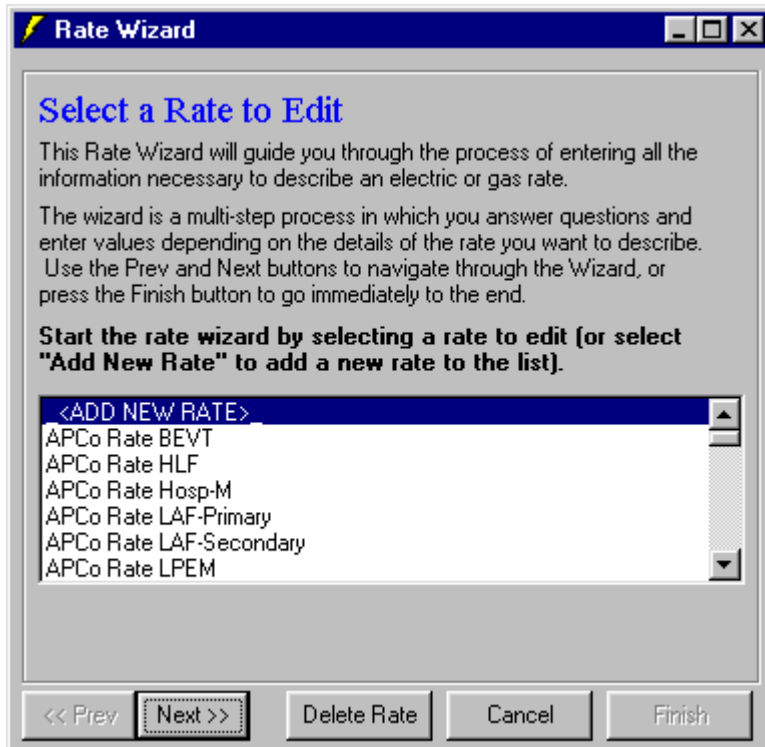 Rate Wizard
Select a Rate to Edit
This Rate Wizard will guide you through the process of entering all the
information necessary to describe an electric or gas rate.
The wizard is a multi-step process in which you answer questions and
enter values depending on the details of the rate you want to describe.
Use the Prev and Next buttons to navigate through the Wizard, or
press the Finish button to go immediately to the end.
Start the rate wizard by selecting a rate to edit (or select
"Add New Rate" to add a new rate to the list).
_<ADD NEW RATE>_
APCo Rate BEVT
APCo Rate HLF
APCo Rate Hosp-M
APCo Rate LAF-Primary
APCo Rate LAF-Secondary
APCo Rate LPEM
<< Prev Next >> Delete Rate Cancel Finish